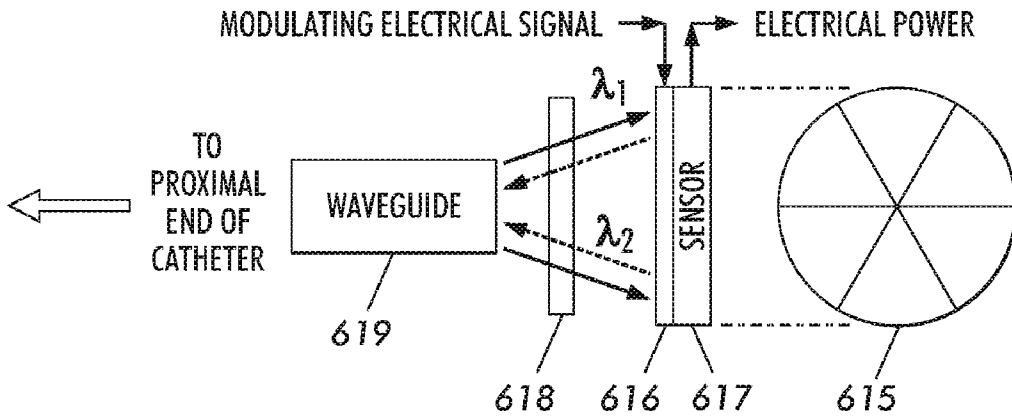 MODULATING ELECTRICAL SIGNAL
ELECTRICAL POWER
λ1
TO
PROXIMAL
END OF
CATHETER
WAVEGUIDE
λ2
SENSOR
619
618
616
617
615